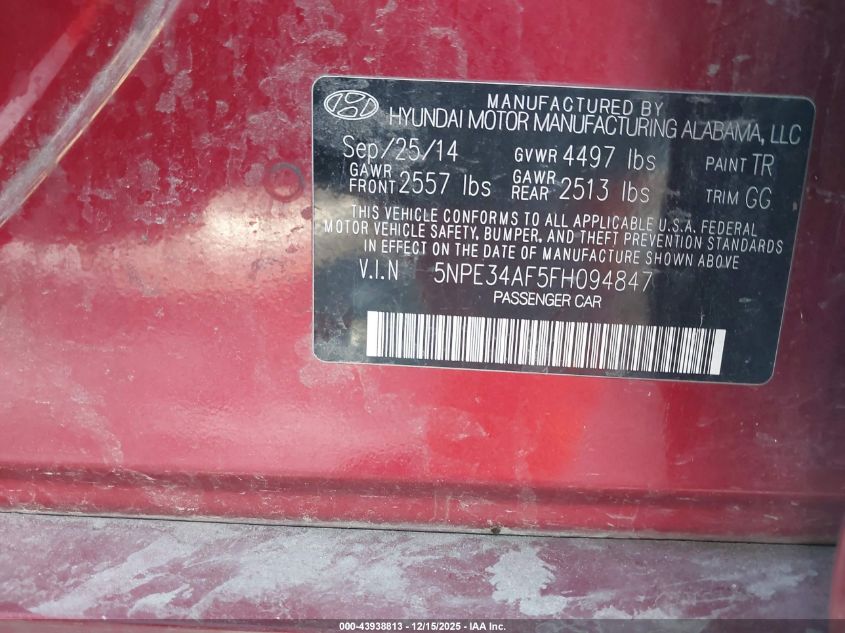 MANUFACTURED BY
HYUNDAI MOTOR MANUFACTURING ALABAMA, LLC
Sep/25/14 GVWR 4497 lbs PAINT TR
GAWR FRONT 2557 lbs GAWR REAR 2513 lbs TRIM GG
THIS VEHICLE CONFORMS TO ALL APPLICABLE U.S.A. FEDERAL
MOTOR VEHICLE SAFETY, BUMPER, AND THEFT PREVENTION STANDARDS
IN EFFECT ON THE DATE OF MANUFACTURE SHOWN ABOVE
V.I.N 5NPE34AF5FH094847
PASSENGER CAR
000-43938813 - 12/15/2025 - IAA Inc.